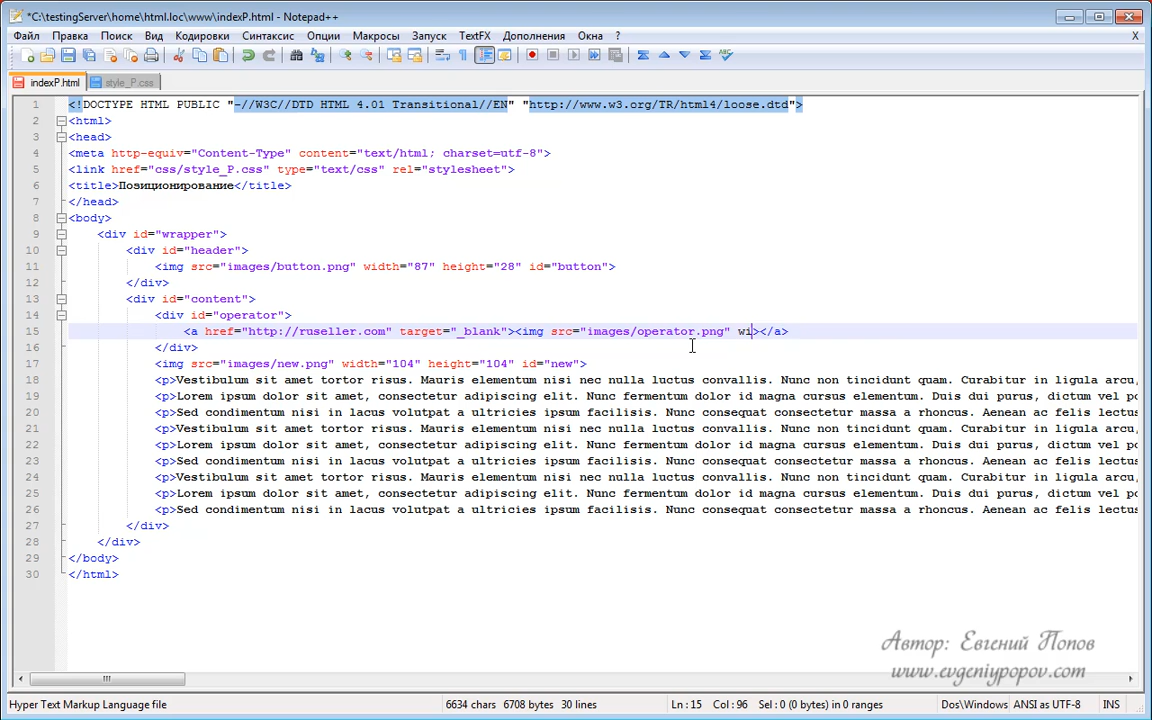 *C:\testingServer\home\html.loc\www\indexP.html - Notepad++
Файл Правка Поиск Вид Кодировки Синтаксис Опции Макросы Запуск TextFX Дополнения Окна ? X
indexP.html style_P.css
1 <!DOCTYPE HTML PUBLIC "-//W3C//DTD HTML 4.01 Transitional//EN" "http://www.w3.org/TR/html4/loose.dtd">
2 <html>
3 <head>
4 <meta http-equiv="Content-Type" content="text/html; charset=utf-8">
5 <link href="css/style_P.css" type="text/css" rel="stylesheet">
6 <title>Позиционирование</title>
7 </head>
8 <body>
9 <div id="wrapper">
10 <div id="header">
11 <img src="images/button.png" width="87" height="28" id="button">
12 </div>
13 <div id="content">
14 <div id="operator">
15 <a href="http://ruseller.com" target="_blank"><img src="images/operator.png" wi></a>
16 </div>
17 <img src="images/new.png" width="104" height="104" id="new">
18 <p>Vestibulum sit amet tortor risus. Mauris elementum nisi nec nulla luctus convallis. Nunc non tincidunt quam. Curabitur in ligula arcu,
19 <p>Lorem ipsum dolor sit amet, consectetur adipiscing elit. Nunc fermentum dolor id magna cursus elementum. Duis dui purus, dictum vel po
20 <p>Sed condimentum nisi in lacus volutpat a ultricies ipsum facilisis. Nunc consequat consectetur massa a rhoncus. Aenean ac felis lectus
21 <p>Vestibulum sit amet tortor risus. Mauris elementum nisi nec nulla luctus convallis. Nunc non tincidunt quam. Curabitur in ligula arcu,
22 <p>Lorem ipsum dolor sit amet, consectetur adipiscing elit. Nunc fermentum dolor id magna cursus elementum. Duis dui purus, dictum vel po
23 <p>Sed condimentum nisi in lacus volutpat a ultricies ipsum facilisis. Nunc consequat consectetur massa a rhoncus. Aenean ac felis lectus
24 <p>Vestibulum sit amet tortor risus. Mauris elementum nisi nec nulla luctus convallis. Nunc non tincidunt quam. Curabitur in ligula arcu,
25 <p>Lorem ipsum dolor sit amet, consectetur adipiscing elit. Nunc fermentum dolor id magna cursus elementum. Duis dui purus, dictum vel po
26 <p>Sed condimentum nisi in lacus volutpat a ultricies ipsum facilisis. Nunc consequat consectetur massa a rhoncus. Aenean ac felis lectus
27 </div>
28 </div>
29 </body>
30 </html>
Автор: Евгений Попов
www.evgeniypopov.com
Hyper Text Markup Language file 6634 chars 6708 bytes 30 lines Ln : 15 Col : 96 Sel : 0 (0 bytes) in 0 ranges Dos\Windows ANSI as UTF-8 INS